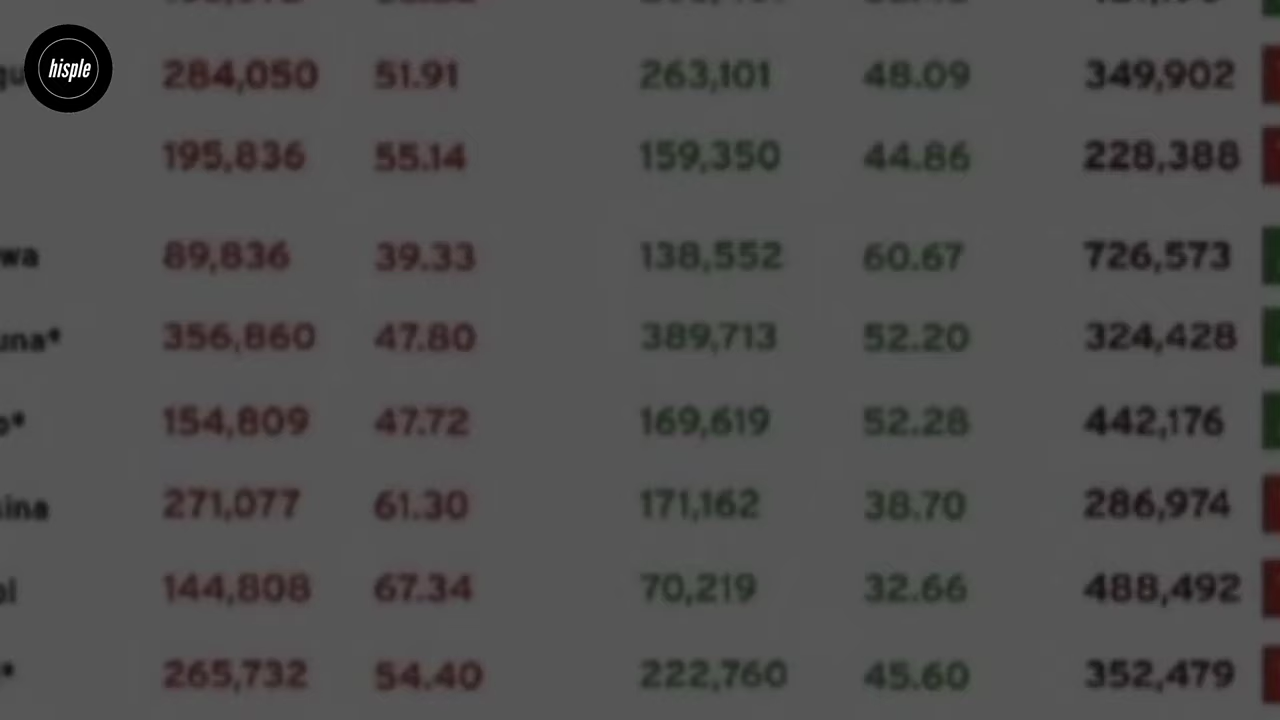 hisple
284,050 51.91 263,101 48.09 349,902
195,836 55.14 159,350 44.86 228,388
wa 89,836 39.33 138,552 60.67 726,573
una* 356,860 47.80 389,713 52.20 324,428
o* 154,809 47.72 169,619 52.28 442,176
sina 271,077 61.30 171,162 38.70 286,974
ol 144,808 67.34 70,219 32.66 488,492
* 265,732 54.40 222,760 45.60 352,479